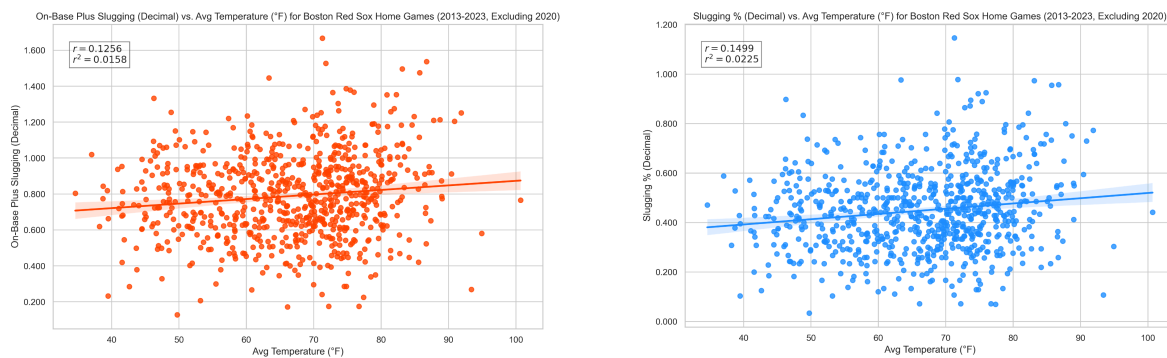 On-Base Plus Slugging (Decimal) vs. Avg Temperature (°F) for Boston Red Sox Home Games (2013-2023, Excluding 2020)
r = 0.1256
r² = 0.0158
On-Base Plus Slugging (Decimal)
1.600
1.400
1.200
1.000
0.800
0.600
0.400
0.200
40 50 60 70 80 90 100
Avg Temperature (°F)
Slugging % (Decimal) vs. Avg Temperature (°F) for Boston Red Sox Home Games (2013-2023, Excluding 2020)
r = 0.1499
r² = 0.0225
Slugging % (Decimal)
1.200
1.000
0.800
0.600
0.400
0.200
0.000
40 50 60 70 80 90 100
Avg Temperature (°F)